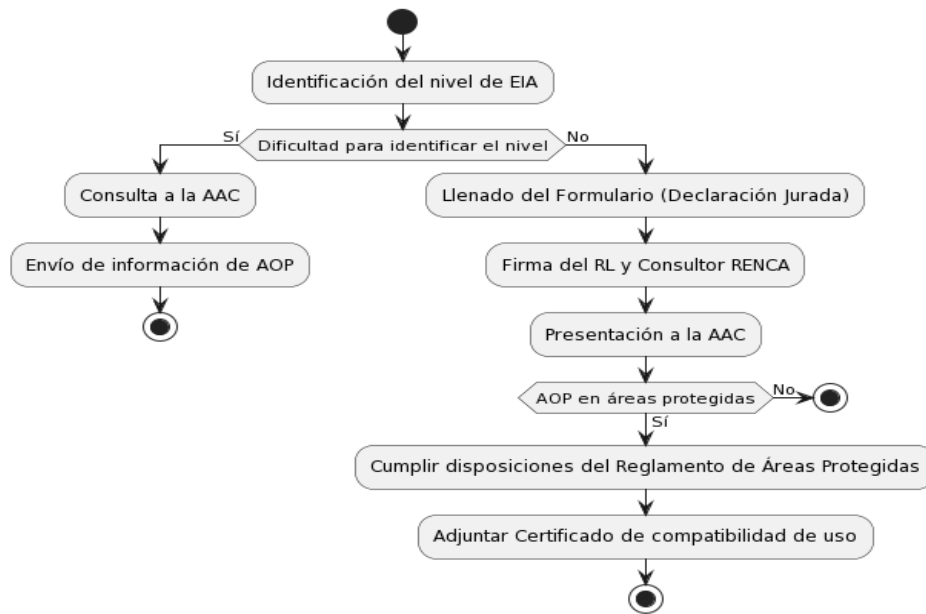 Identificación del nivel de EIA
Sí
Dificultad para identificar el nivel
No
Consulta a la AAC
Llenado del Formulario (Declaración Jurada)
Envío de información de AOP
Firma del RL y Consultor RENCA
Presentación a la AAC
AOP en áreas protegidas
No
Sí
Cumplir disposiciones del Reglamento de Áreas Protegidas
Adjuntar Certificado de compatibilidad de uso